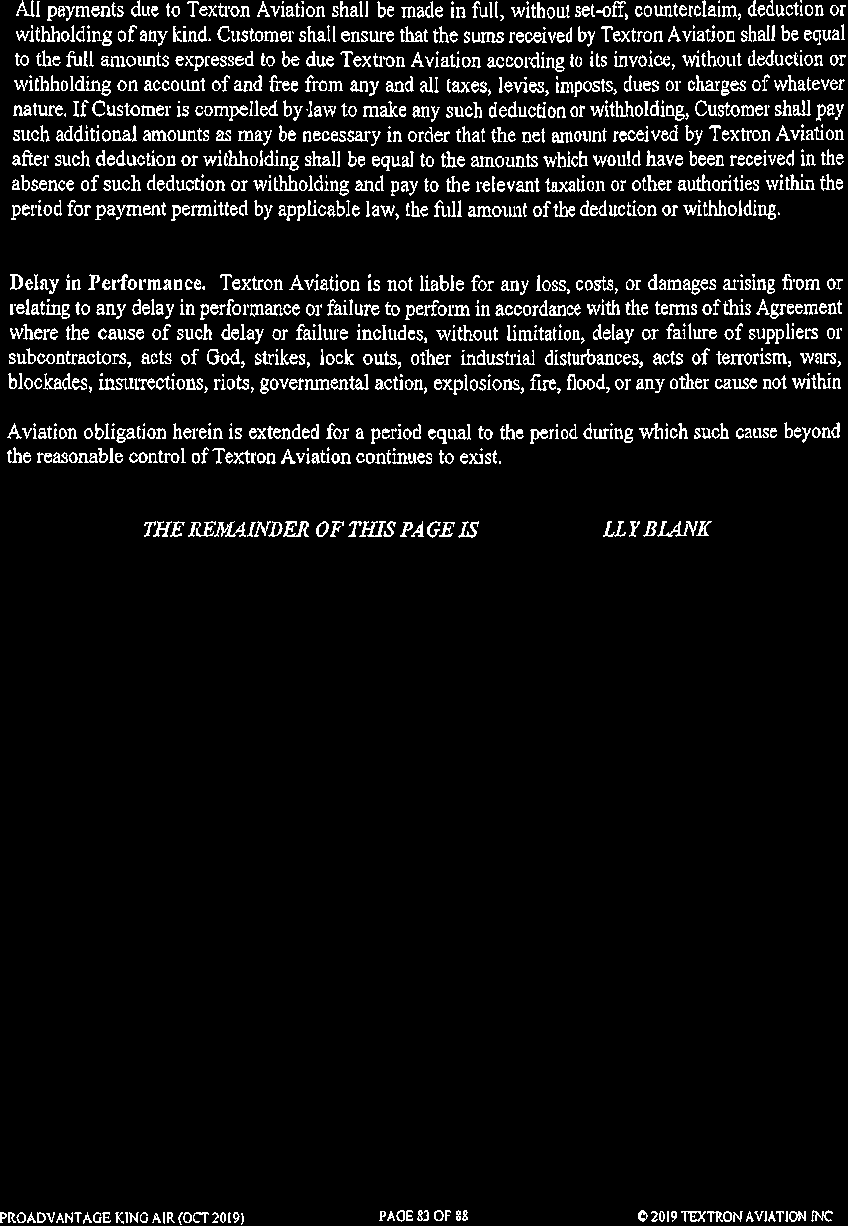 All payments due to Textron Aviation shall be made in full, without set-off, counterclaim, deduction or
withholding of any kind. Customer shall ensure that the sums received by Textron Aviation shall be equal
to the full amounts expressed to be due Textron Aviation according to its invoice, without deduction or
withholding on account of and free from any and all taxes, levies, imposts, dues or charges of whatever
nature. If Customer is compelled by law to make any such deduction or withholding, Customer shall pay
such additional amounts as may be necessary in order that the net amount received by Textron Aviation
after such deduction or withholding shall be equal to the amounts which would have been received in the
absence of such deduction or withholding and pay to the relevant taxation or other authorities within the
period for payment permitted by applicable law, the full amount of the deduction or withholding.
Delay in Performance. Textron Aviation is not liable for any loss, costs, or damages arising from or
relating to any delay in performance or failure to perform in accordance with the terms of this Agreement
where the cause of such delay or failure includes, without limitation, delay or failure of suppliers or
subcontractors, acts of God, strikes, lock outs, other industrial disturbances, acts of terrorism, wars,
blockades, insurrections, riots, governmental action, explosions, fire, flood, or any other cause not within
Aviation obligation herein is extended for a period equal to the period during which such cause beyond
the reasonable control of Textron Aviation continues to exist.
THE REMAINDER OF THIS PAGE IS LLY BLANK
PROADVANTAGE KING AIR (OCT 2019) PAGE 83 OF 88 © 2019 TEXTRON AVIATION INC